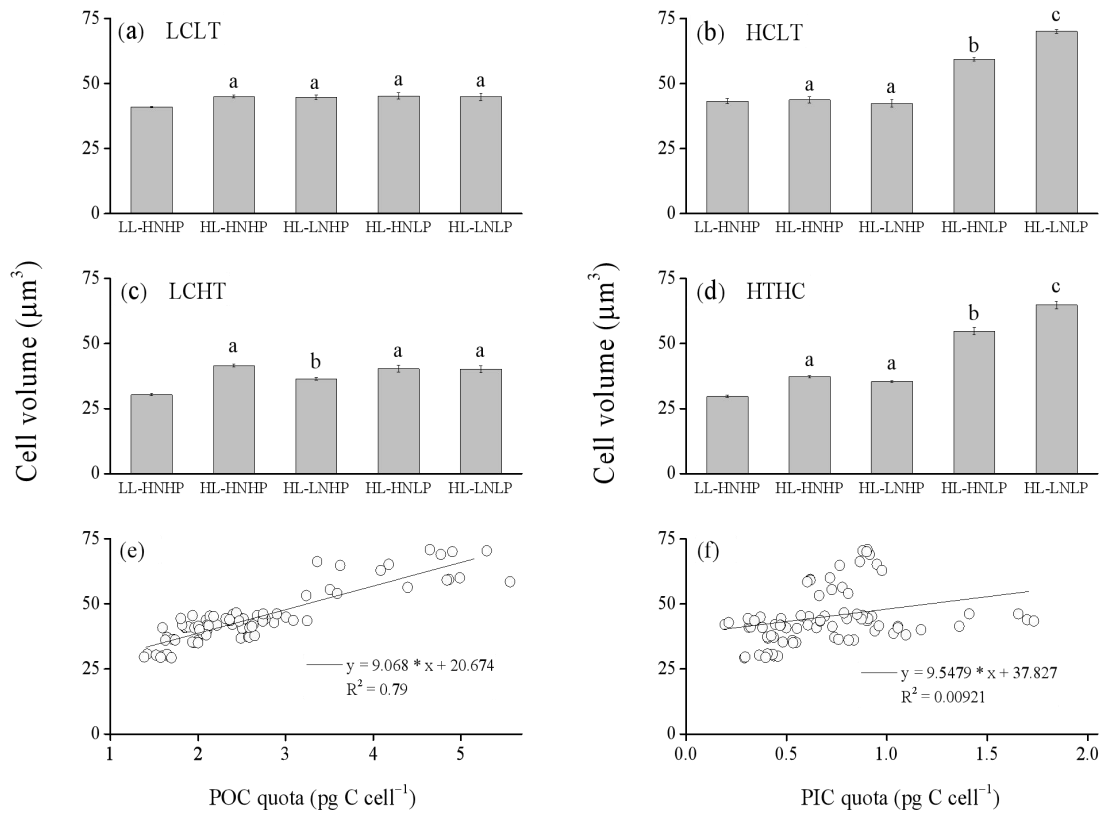 (a) LCLT
75
50
25
0
a a a a
LL-HNHP HL-HNHP HL-LNHP HL-HNLP HL-LNLP
(b) HCLT
75
50
25
0
a a b c
LL-HNHP HL-HNHP HL-LNHP HL-HNLP HL-LNLP
Cell volume (μm³)
(c) LCHT
75
50
25
0
a b a a
LL-HNHP HL-HNHP HL-LNHP HL-HNLP HL-LNLP
Cell volume (μm³)
(d) HTHC
75
50
25
0
a a b c
LL-HNHP HL-HNHP HL-LNHP HL-HNLP HL-LNLP
(e)
75
50
25
0
y = 9.068 * x + 20.674
R² = 0.79
1 2 3 4 5
POC quota (pg C cell⁻¹)
(f)
75
50
25
0
y = 9.5479 * x + 37.827
R² = 0.00921
0.0 0.5 1.0 1.5 2.0
PIC quota (pg C cell⁻¹)